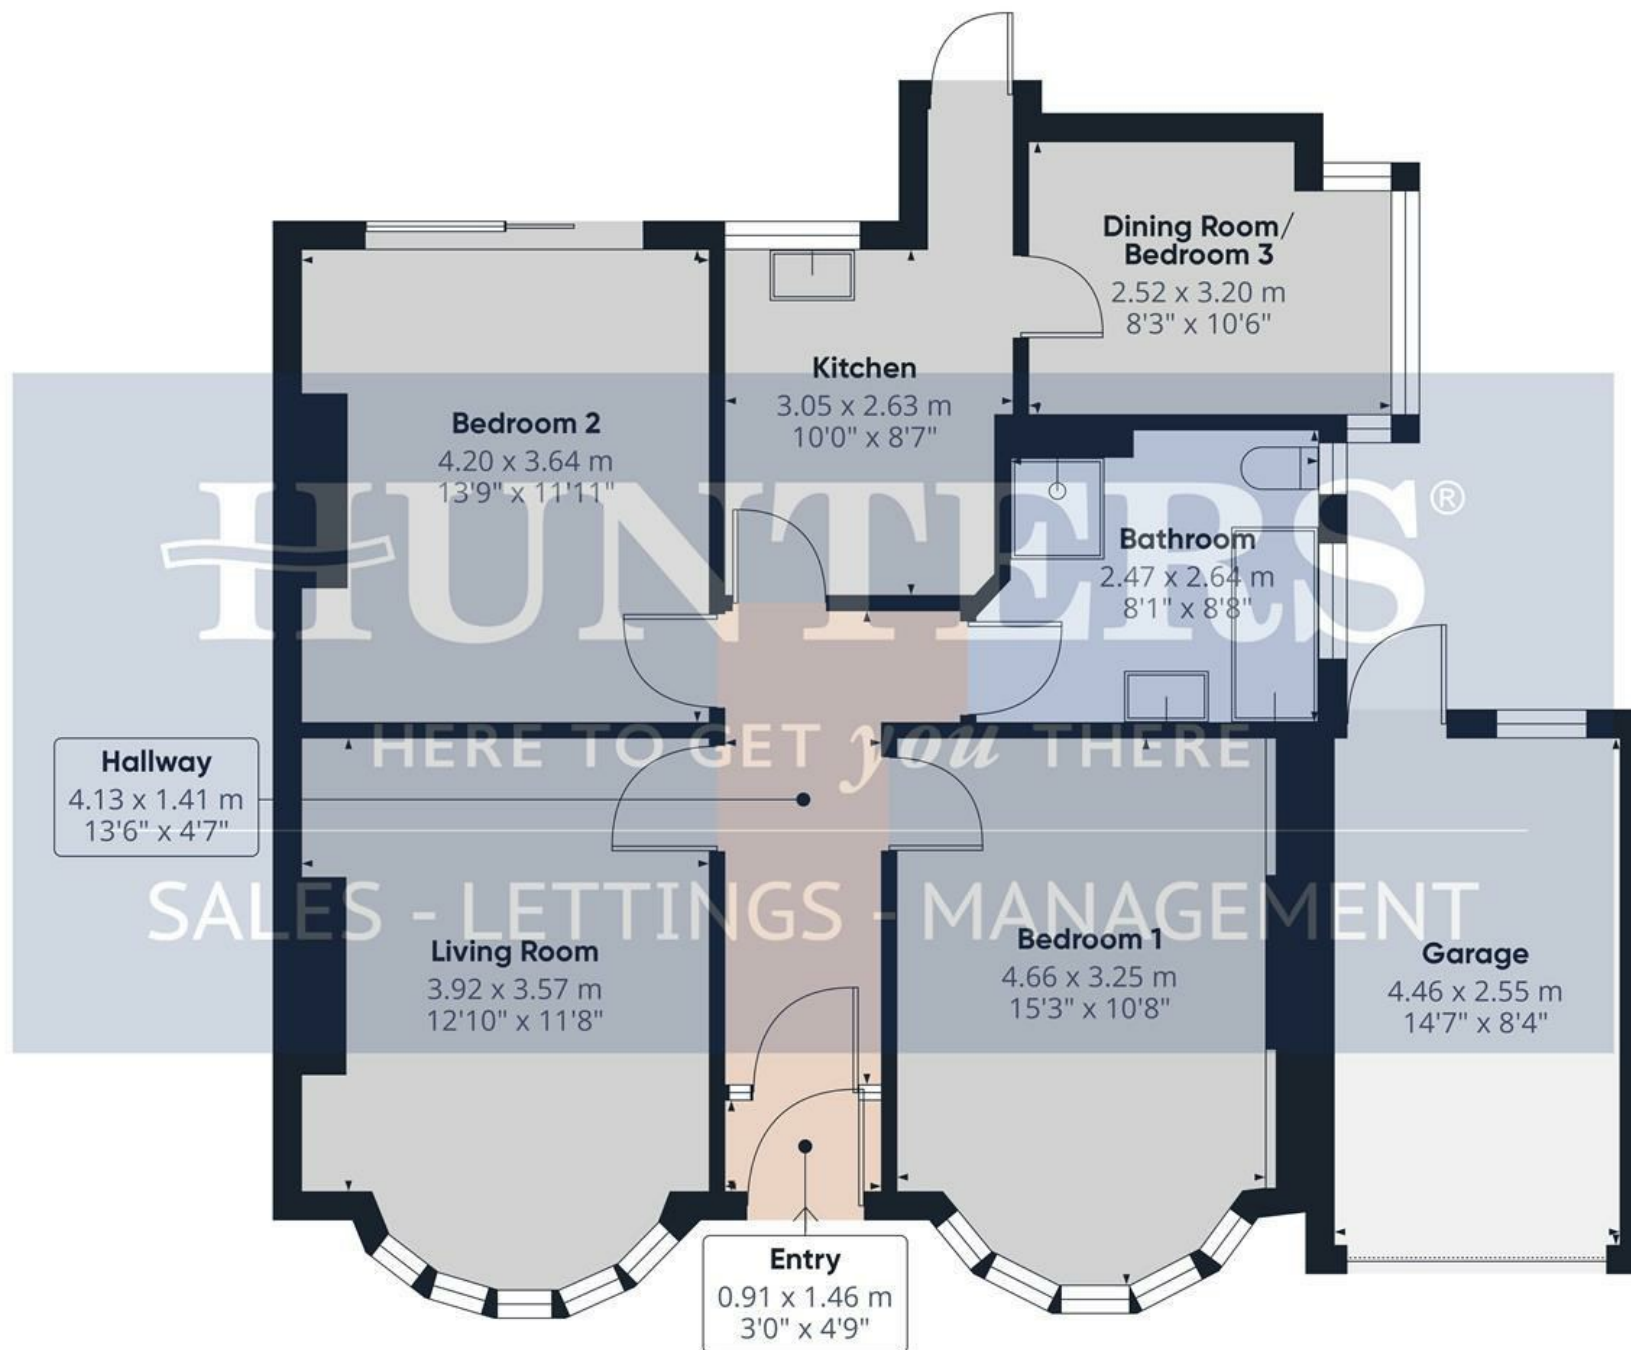 Dining Room/
Bedroom 3
2.52 x 3.20 m
8'3" x 10'6"
Kitchen
3.05 x 2.63 m
10'0" x 8'7"
Bedroom 2
4.20 x 3.64 m
13'9" x 11'11"
HUNTERS®
Bathroom
2.47 x 2.64 m
8'1" x 8'8"
HERE TO GET you THERE
Hallway
4.13 x 1.41 m
13'6" x 4'7"
SALES - LETTINGS - MANAGEMENT
Living Room
3.92 x 3.57 m
12'10" x 11'8"
Bedroom 1
4.66 x 3.25 m
15'3" x 10'8"
Garage
4.46 x 2.55 m
14'7" x 8'4"
Entry
0.91 x 1.46 m
3'0" x 4'9"